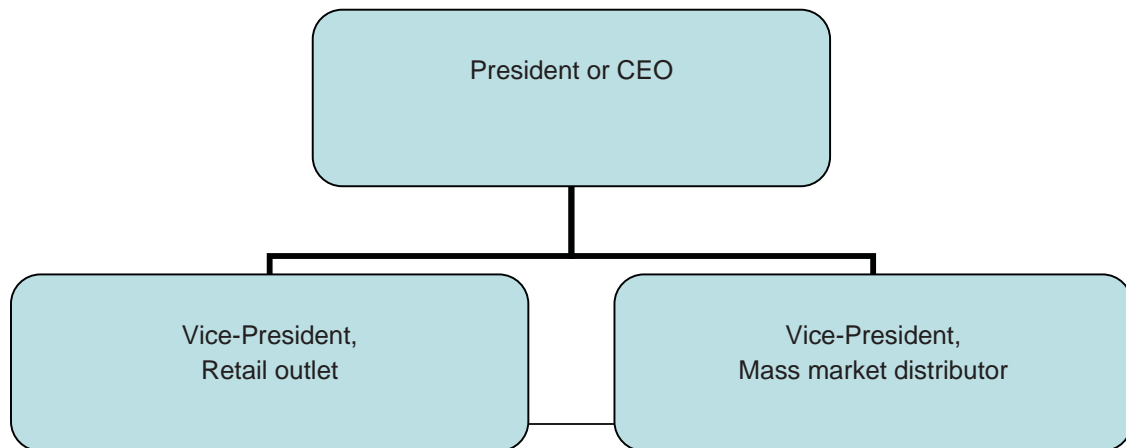 President or CEO
Vice-President,
Retail outlet
Vice-President,
Mass market distributor